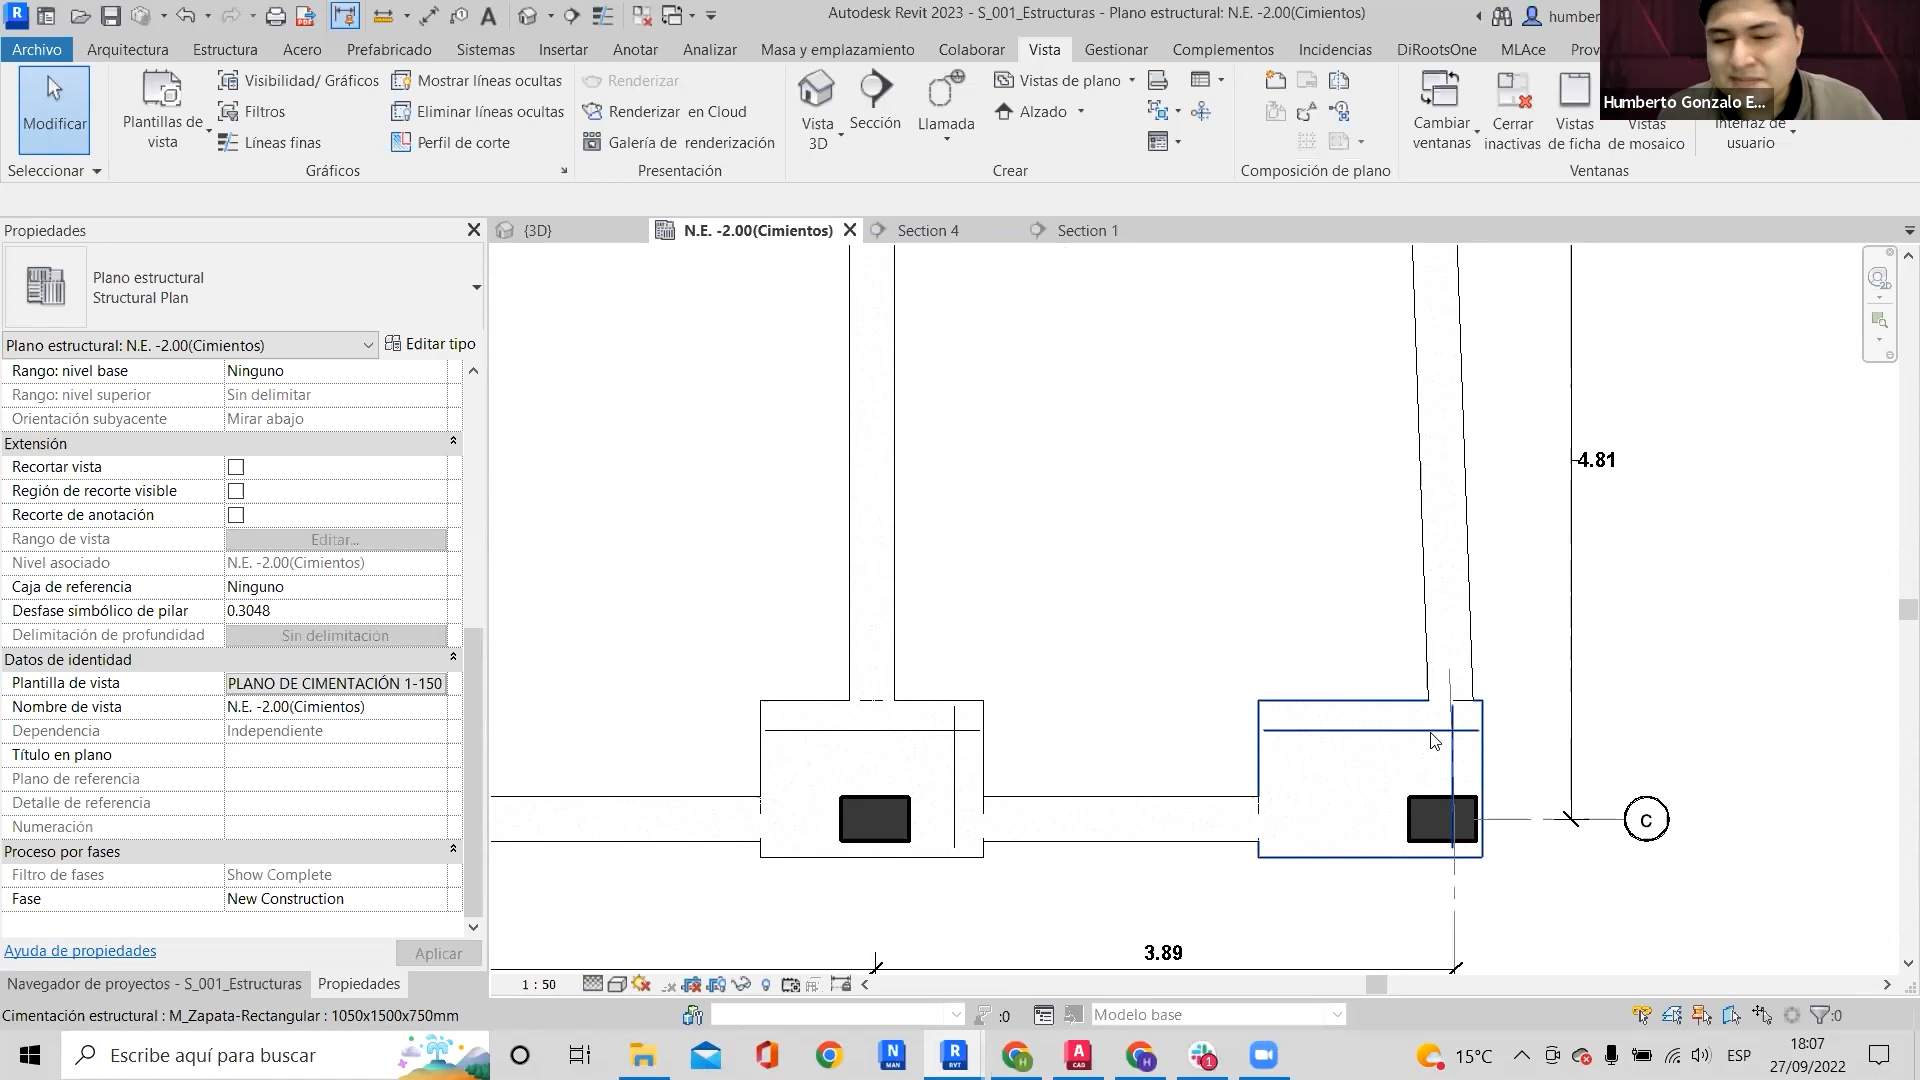 Autodesk Revit 2023 - S_001_Estructuras - Plano estructural: N.E. -2.00(Cimientos)
Archivo
Arquitectura
Estructura
Acero
Prefabricado
Sistemas
Insertar
Anotar
Analizar
Masa y emplazamiento
Colaborar
Vista
Gestionar
Complementos
Incidencias
DiRootsOne
MLAce
Humberto Gonzalo E...
Modificar
Plantillas de
vista
Visibilidad/ Gráficos
Filtros
Líneas finas
Mostrar líneas ocultas
Eliminar líneas ocultas
Perfil de corte
Renderizar
Renderizar en Cloud
Galería de renderización
Vista
3D
Sección
Llamada
Vistas de plano
Alzado
Cambiar
ventanas
Cerrar
inactivas
Vistas
de ficha
Vistas
de mosaico
Interfaz de
usuario
Seleccionar
Gráficos
Presentación
Crear
Composición de plano
Ventanas
Propiedades
{3D}
N.E. -2.00(Cimientos)
Section 4
Section 1
Plano estructural
Structural Plan
Plano estructural: N.E. -2.00(Cimientos)
Editar tipo
Rango: nivel base Ninguno
Rango: nivel superior Sin delimitar
Orientación subyacente Mirar abajo
Extensión
Recortar vista
Región de recorte visible
Recorte de anotación
Rango de vista Editar...
Nivel asociado N.E. -2.00(Cimientos)
Caja de referencia Ninguno
Desfase simbólico de pilar 0.3048
Delimitación de profundidad Sin delimitación
Datos de identidad
Plantilla de vista PLANO DE CIMENTACIÓN 1-150
Nombre de vista N.E. -2.00(Cimientos)
Dependencia Independiente
Título en plano
Plano de referencia
Detalle de referencia
Numeración
Proceso por fases
Filtro de fases Show Complete
Fase New Construction
Ayuda de propiedades
Aplicar
Navegador de proyectos - S_001_Estructuras
Propiedades
4.81
C
3.89
1 : 50
Cimentación estructural : M_Zapata-Rectangular : 1050x1500x750mm
:0
Modelo base
:0
Escribe aquí para buscar
15°C
ESP
18:07
27/09/2022